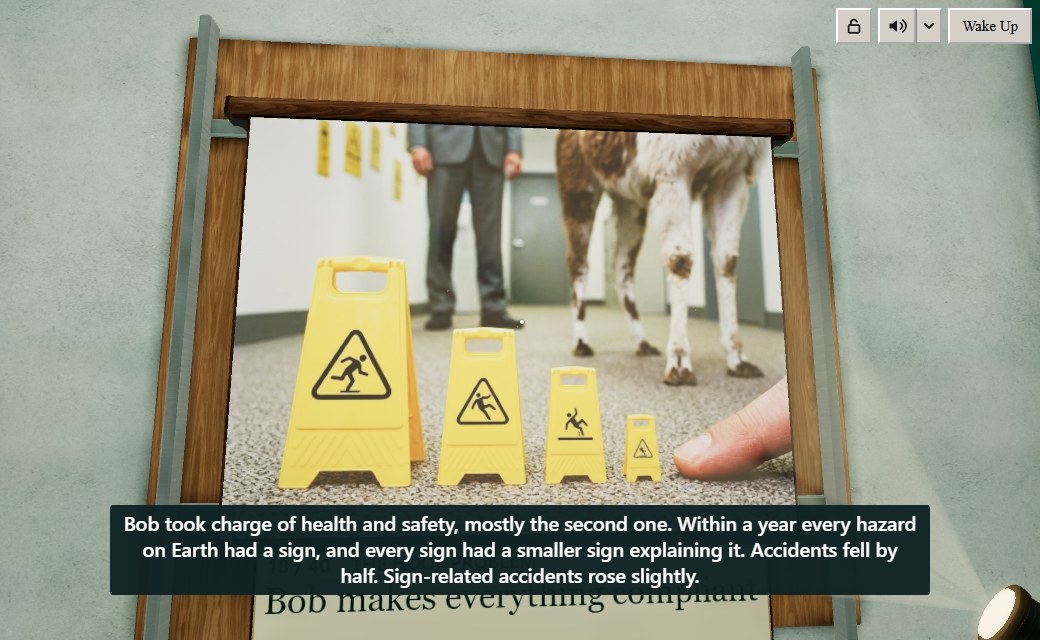 Wake Up
Bob took charge of health and safety, mostly the second one. Within a year every hazard
on Earth had a sign, and every sign had a smaller sign explaining it. Accidents fell by
half. Sign-related accidents rose slightly.
Bob makes everything compliant